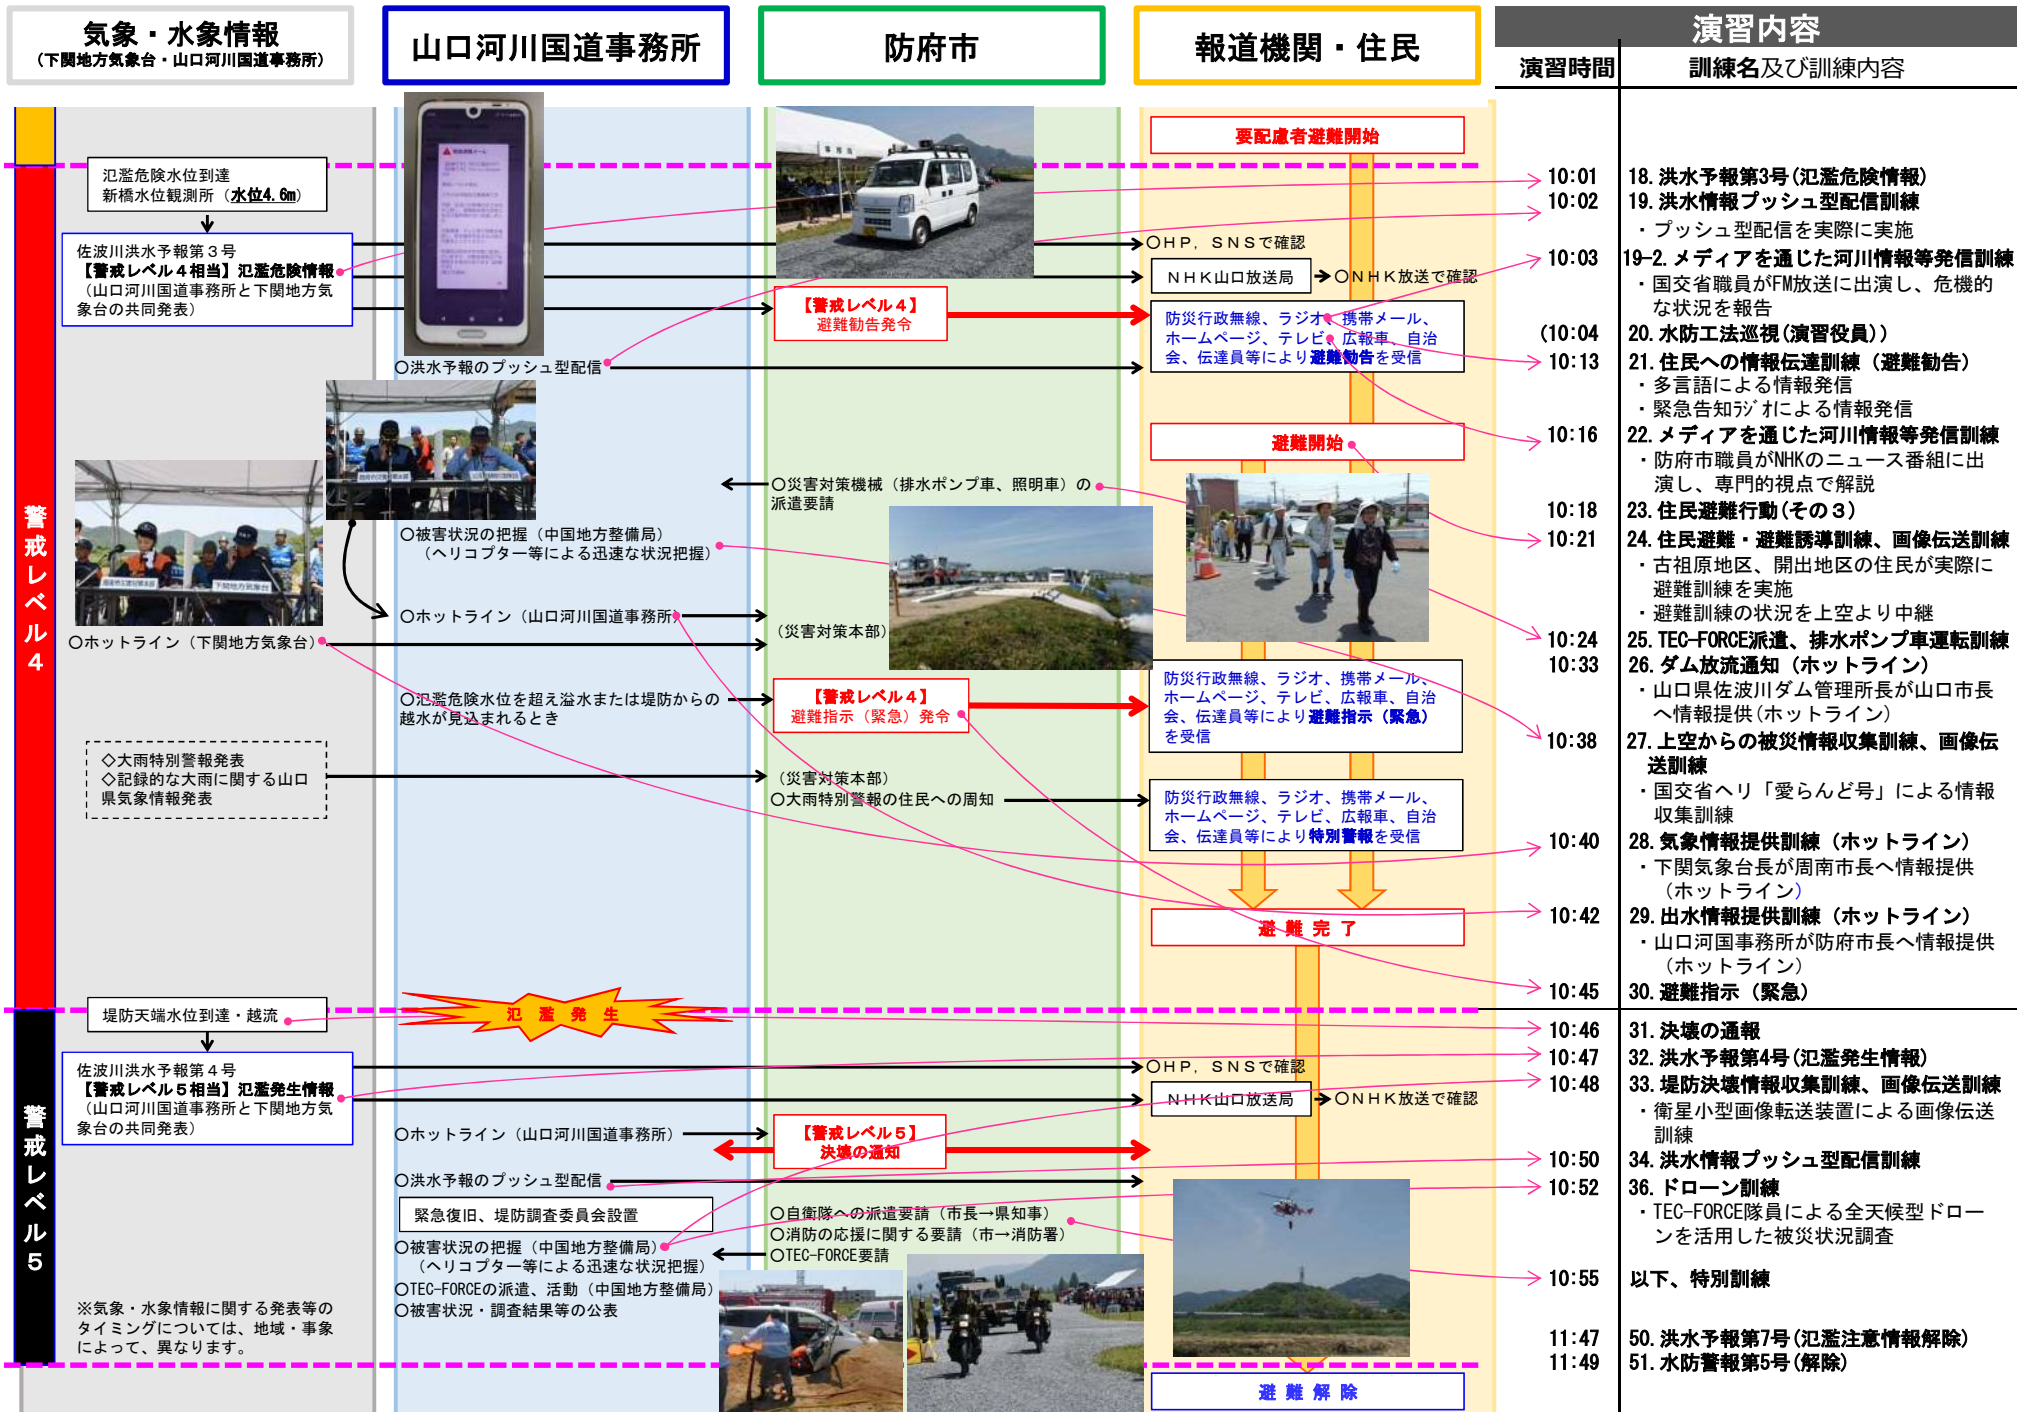 気象・水象情報
(下関地方気象台・山口河川国道事務所)
山口河川国道事務所
防府市
報道機関・住民
演習内容
演習時間
訓練名及び訓練内容
警戒レベル4
氾濫危険水位到達
新橋水位観測所（水位4.6m）
佐波川洪水予報第３号
【警戒レベル４相当】氾濫危険情報
（山口河川国道事務所と下関地方気
象台の共同発表）
〇洪水予報のプッシュ型配信
【警戒レベル４】
避難勧告発令
要配慮者避難開始
〇HP, SNSで確認
NHK山口放送局
〇NHK放送で確認
防災行政無線、ラジオ、携帯メール、
ホームページ、テレビ、広報車、自治
会、伝達員等により避難勧告を受信
避難開始
〇災害対策機械（排水ポンプ車、照明車）の
派遣要請
〇被害状況の把握（中国地方整備局）
（ヘリコプター等による迅速な状況把握）
下関地方気象台
〇ホットライン（山口河川国道事務所）
〇ホットライン（下関地方気象台）
（災害対策本部）
〇氾濫危険水位を超え溢水または堤防からの
越水が見込まれるとき
【警戒レベル４】
避難指示（緊急）発令
防災行政無線、ラジオ、携帯メール、
ホームページ、テレビ、広報車、自治
会、伝達員等により避難指示（緊急）
を受信
◇大雨特別警報発表
◇記録的な大雨に関する山口
県気象情報発表
（災害対策本部）
〇大雨特別警報の住民への周知
防災行政無線、ラジオ、携帯メール、
ホームページ、テレビ、広報車、自治
会、伝達員等により特別警報を受信
避難完了
警戒レベル5
堤防天端水位到達・越流
氾濫発生
佐波川洪水予報第４号
【警戒レベル５相当】氾濫発生情報
（山口河川国道事務所と下関地方気
象台の共同発表）
〇HP, SNSで確認
NHK山口放送局
〇NHK放送で確認
〇ホットライン（山口河川国道事務所）
【警戒レベル５】
決壊の通知
〇洪水予報のプッシュ型配信
緊急復旧、堤防調査委員会設置
〇被害状況の把握（中国地方整備局）
（ヘリコプター等による迅速な状況把握）
〇TEC-FORCEの派遣、活動（中国地方整備局）
〇被害状況・調査結果等の公表
〇自衛隊への派遣要請（市長→県知事）
〇消防の応援に関する要請（市→消防署）
〇TEC-FORCE要請
※気象・水象情報に関する発表等の
タイミングについては、地域・事象
によって、異なります。
避難解除
10:01 18. 洪水予報第3号(氾濫危険情報)
10:02 19. 洪水情報プッシュ型配信訓練
・プッシュ型配信を実際に実施
10:03 19-2. メディアを通じた河川情報等発信訓練
・国交省職員がFM放送に出演し、危機的
な状況を報告
(10:04 20. 水防工法巡視(演習役員))
10:13 21. 住民への情報伝達訓練（避難勧告）
・多言語による情報発信
・緊急告知ﾗｼﾞｵによる情報発信
10:16 22. メディアを通じた河川情報等発信訓練
・防府市職員がNHKのニュース番組に出
演し、専門的視点で解説
10:18 23. 住民避難行動(その３)
10:21 24. 住民避難・避難誘導訓練、画像伝送訓練
・古祖原地区、開出地区の住民が実際に
避難訓練を実施
・避難訓練の状況を上空より中継
10:24 25. TEC-FORCE派遣、排水ポンプ車運転訓練
10:33 26. ダム放流通知（ホットライン）
・山口県佐波川ダム管理所長が山口市長
へ情報提供(ホットライン)
10:38 27. 上空からの被災情報収集訓練、画像伝
送訓練
・国交省ヘリ「愛らんど号」による情報
収集訓練
10:40 28. 気象情報提供訓練（ホットライン）
・下関気象台長が周南市長へ情報提供
（ホットライン）
10:42 29. 出水情報提供訓練（ホットライン）
・山口河国事務所が防府市長へ情報提供
（ホットライン）
10:45 30. 避難指示（緊急）
10:46 31. 決壊の通報
10:47 32. 洪水予報第4号(氾濫発生情報)
10:48 33. 堤防決壊情報収集訓練、画像伝送訓練
・衛星小型画像転送装置による画像伝送
訓練
10:50 34. 洪水情報プッシュ型配信訓練
10:52 36. ドローン訓練
・TEC-FORCE隊員による全天候型ドロー
ンを活用した被災状況調査
10:55 以下、特別訓練
11:47 50. 洪水予報第7号(氾濫注意情報解除)
11:49 51. 水防警報第5号(解除)